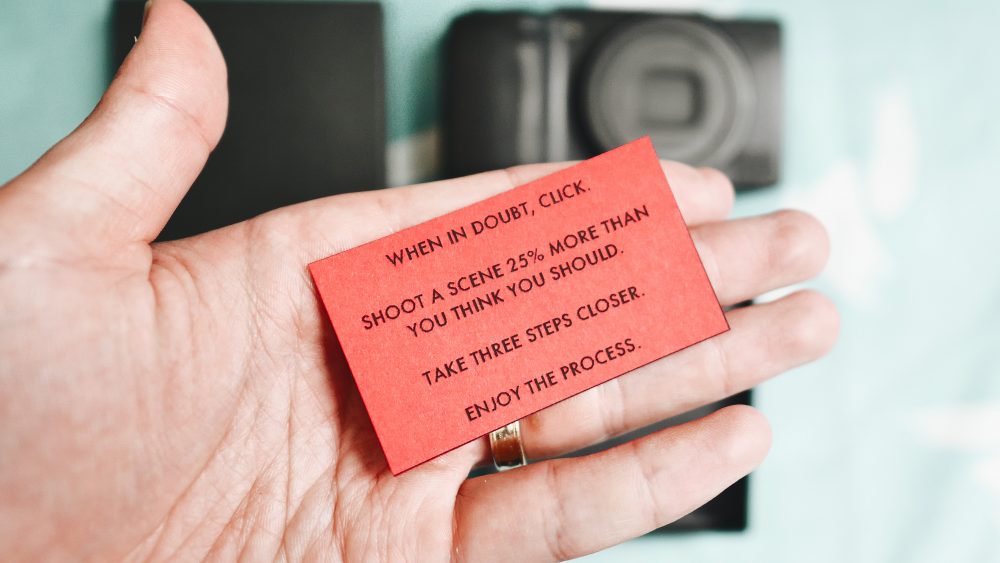 WHEN IN DOUBT, CLICK.
SHOOT A SCENE 25% MORE THAN
YOU THINK YOU SHOULD.
TAKE THREE STEPS CLOSER.
ENJOY THE PROCESS.